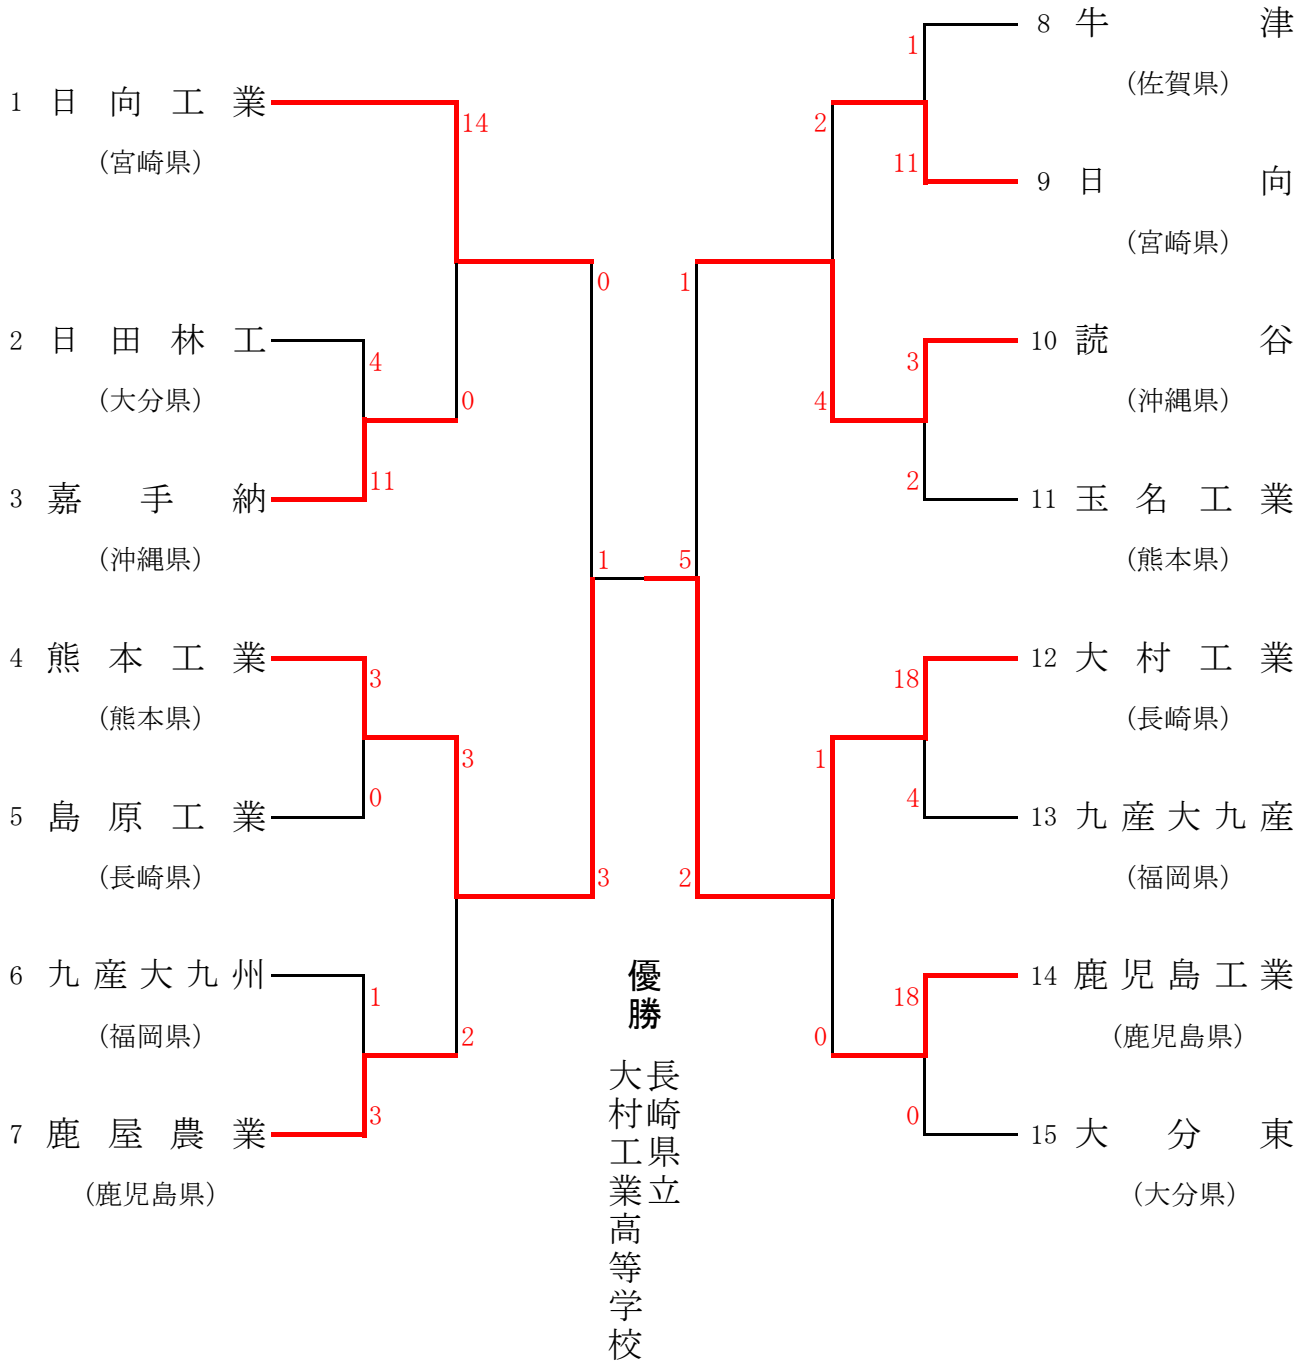 1 日向工業
(宮崎県)
14
2 日田林工
(大分県)
4
0
3 嘉手納
(沖縄県)
11
4 熊本工業
(熊本県)
3
3
5 島原工業
(長崎県)
0
6 九産大九州
(福岡県)
1
2
7 鹿屋農業
(鹿児島県)
3
0
1
3
1
5
2
8 牛津
(佐賀県)
1
2
9 日向
(宮崎県)
11
10 読谷
(沖縄県)
3
4
11 玉名工業
(熊本県)
2
12 大村工業
(長崎県)
18
1
13 九産大九産
(福岡県)
4
14 鹿児島工業
(鹿児島県)
18
0
15 大分東
(大分県)
0
優勝
長崎県立
大村工業高等学校